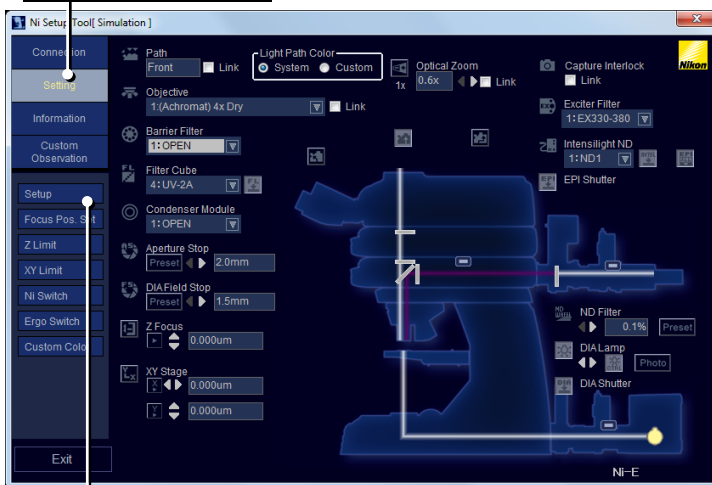 Ni Setup Tool[ Simulation ]
Connection
Setting
Information
Custom
Observation
Setup
Focus Pos. Set
Z Limit
XY Limit
Ni Switch
Ergo Switch
Custom Color
Exit
Path
Front
Link
Light Path Color
System
Custom
1x
Optical Zoom
0.6x
Link
Capture Interlock
Link
Nikon
Objective
1:(Achromat) 4x Dry
Link
Exciter Filter
1:EX330-380
Barrier Filter
1:OPEN
Intensilight ND
1:ND1
Filter Cube
4:UV-2A
EPI Shutter
Condenser Module
1:OPEN
Aperture Stop
Preset
2.0mm
DIA Field Stop
Preset
1.5mm
Z Focus
0.000um
XY Stage
X
0.000um
Y
0.000um
ND Filter
0.1%
Preset
DIA Lamp
Photo
DIA Shutter
Ni-E